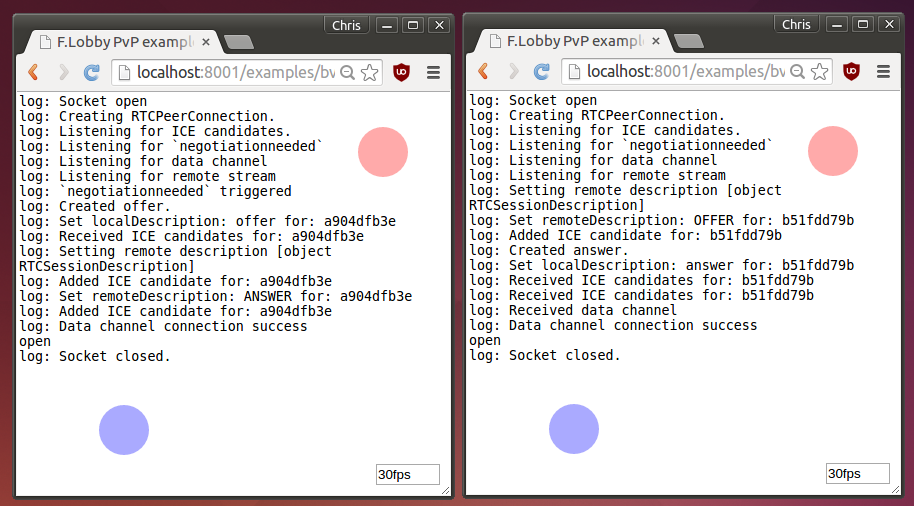 Chris
F.Lobby PvP exampl
localhost:8001/examples/bv
log: Socket open
log: Creating RTCPeerConnection.
log: Listening for ICE candidates.
log: Listening for `negotiationneeded`
log: Listening for data channel
log: Listening for remote stream
log: `negotiationneeded` triggered
log: Created offer.
log: Set localDescription: offer for: a904dfb3e
log: Received ICE candidates for: a904dfb3e
log: Setting remote description [object
RTCSessionDescription]
log: Added ICE candidate for: a904dfb3e
log: Set remoteDescription: ANSWER for: a904dfb3e
log: Added ICE candidate for: a904dfb3e
log: Data channel connection success
open
log: Socket closed.
30fps
Chris
F.Lobby PvP exampl
localhost:8001/examples/bv
log: Socket open
log: Creating RTCPeerConnection.
log: Listening for ICE candidates.
log: Listening for `negotiationneeded`
log: Listening for data channel
log: Listening for remote stream
log: Setting remote description [object
RTCSessionDescription]
log: Set remoteDescription: OFFER for: b51fdd79b
log: Added ICE candidate for: b51fdd79b
log: Created answer.
log: Set localDescription: answer for: b51fdd79b
log: Received ICE candidates for: b51fdd79b
log: Received ICE candidates for: b51fdd79b
log: Received data channel
log: Data channel connection success
open
log: Socket closed.
30fps